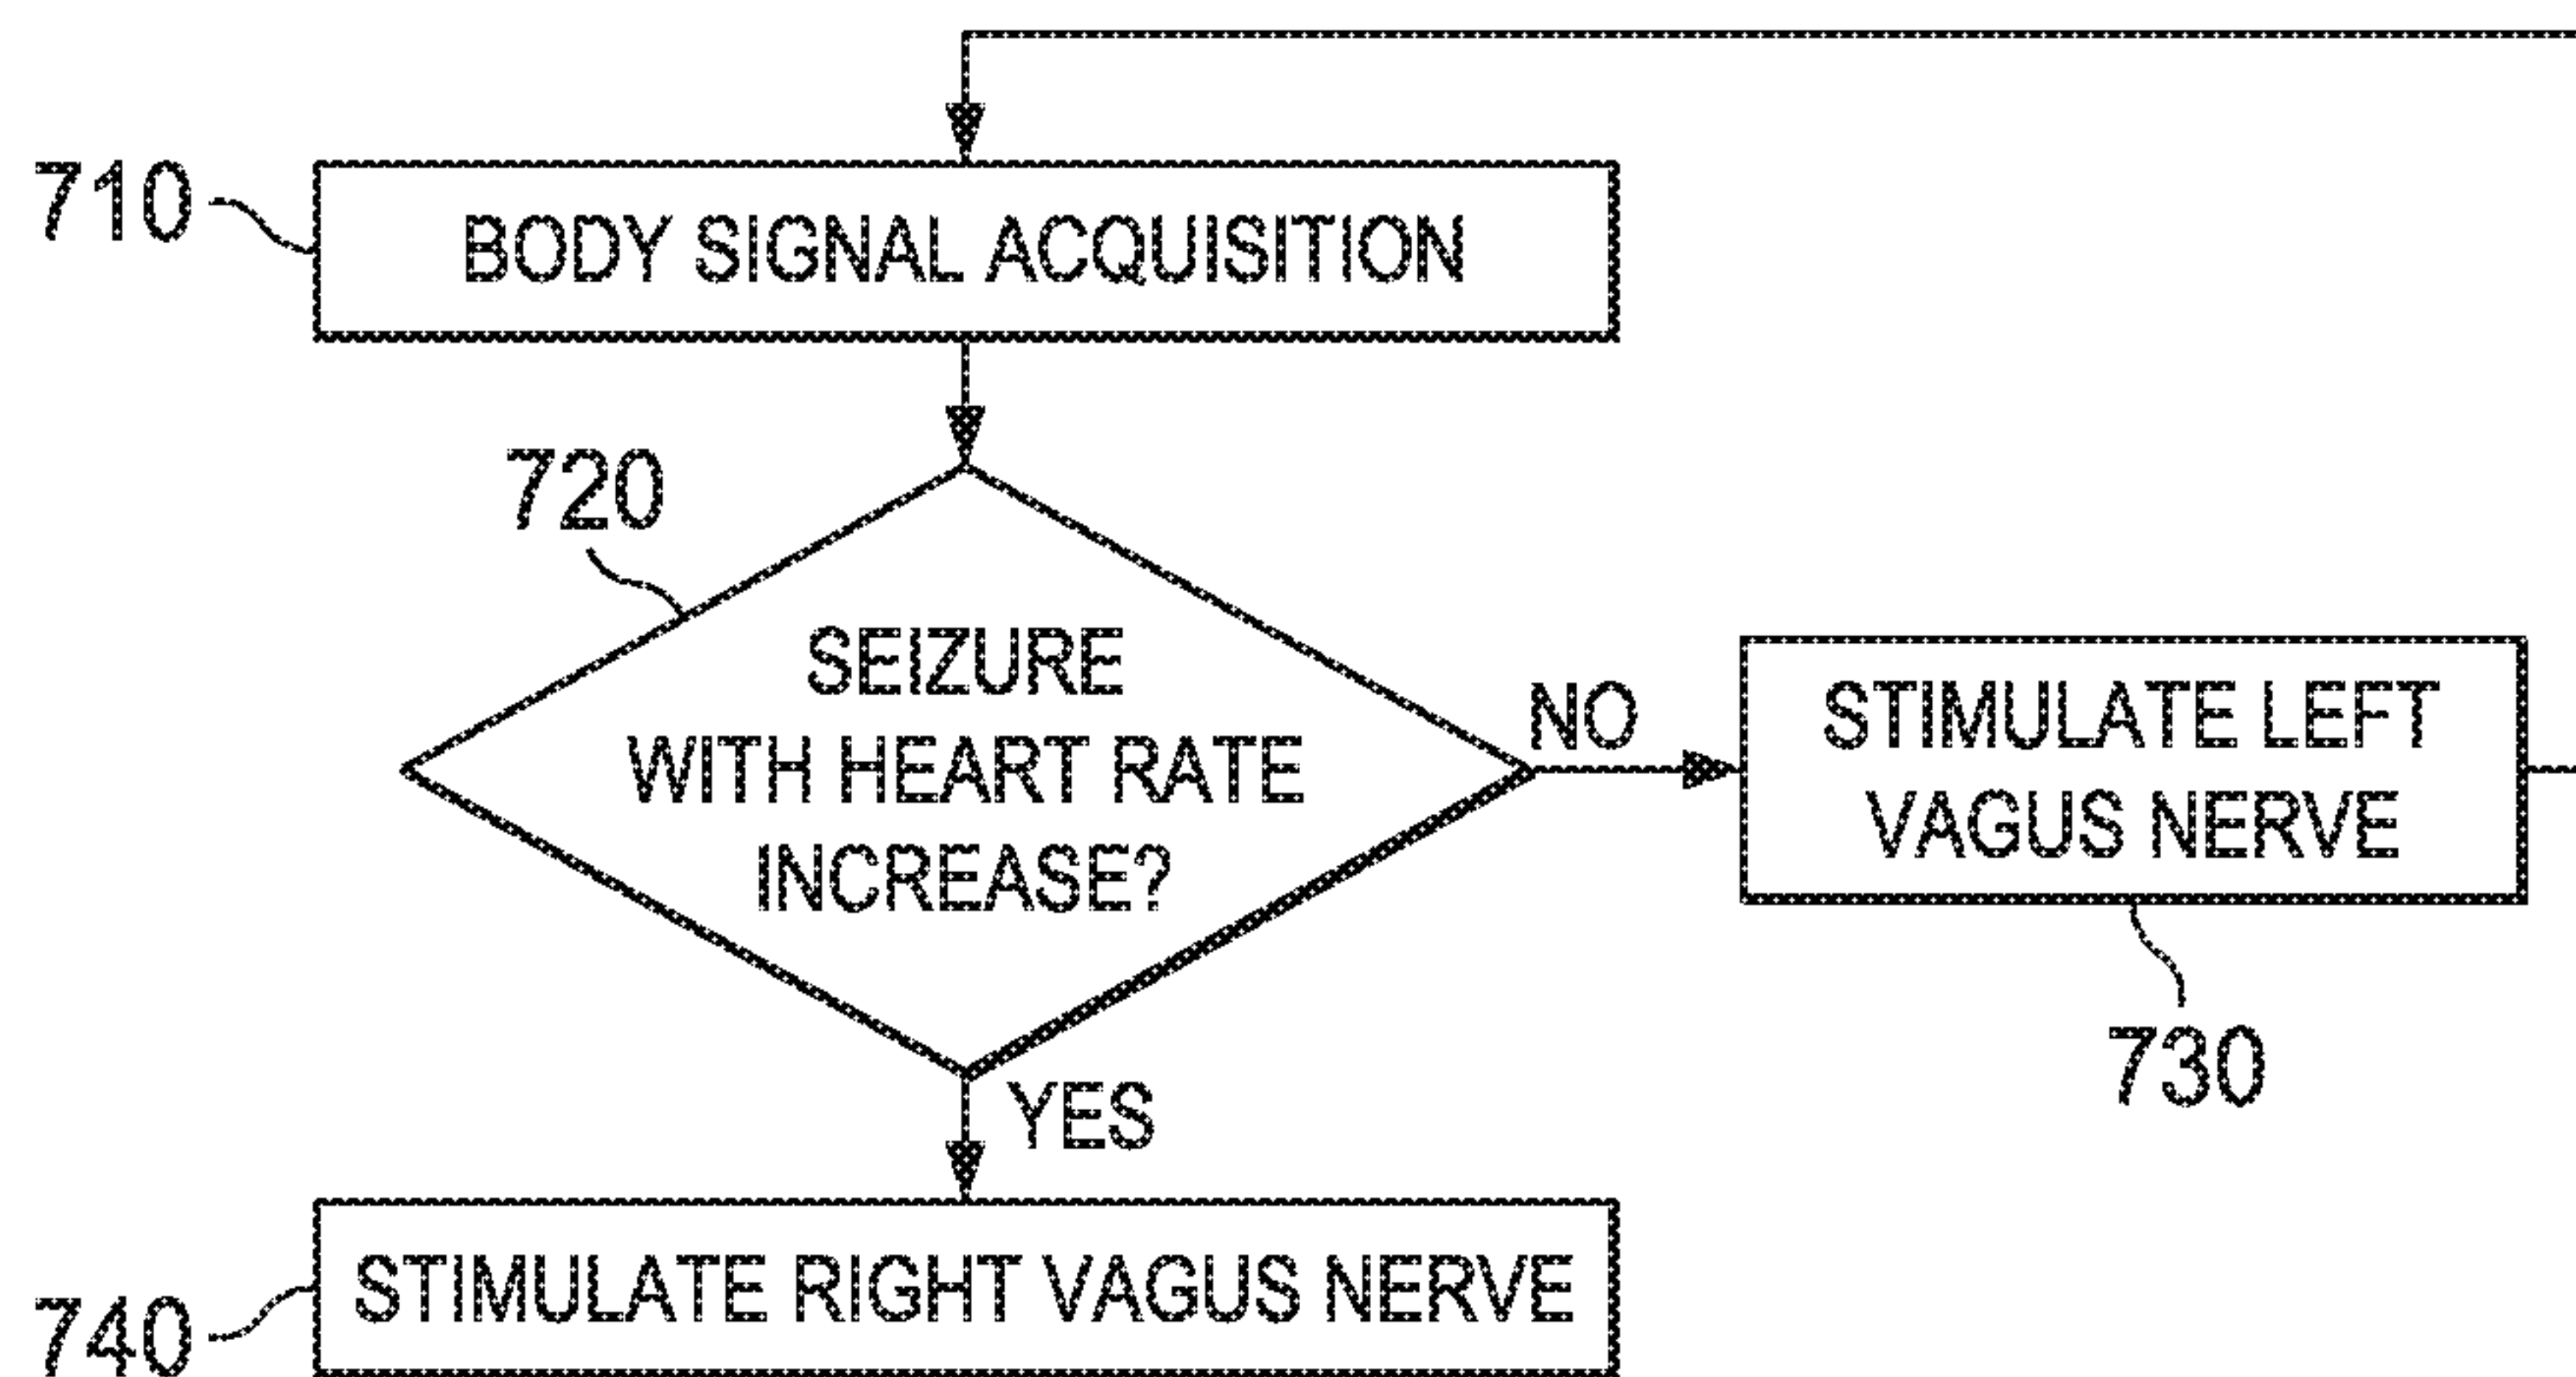 710
BODY SIGNAL ACQUISITION
720
SEIZURE
WITH HEART RATE
INCREASE?
NO
STIMULATE LEFT
VAGUS NERVE
730
YES
740
STIMULATE RIGHT VAGUS NERVE